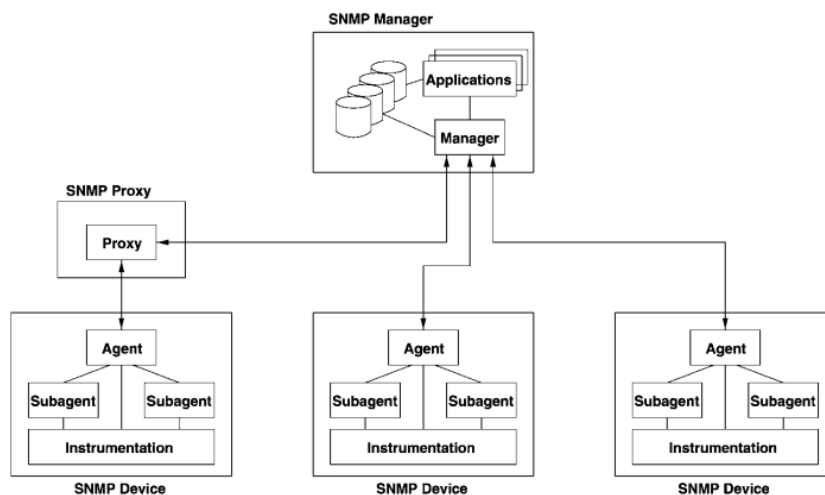 SNMP Manager
Applications
Manager
SNMP Proxy
Proxy
Agent
Agent
Agent
Subagent
Subagent
Subagent
Subagent
Subagent
Subagent
Instrumentation
Instrumentation
Instrumentation
SNMP Device
SNMP Device
SNMP Device